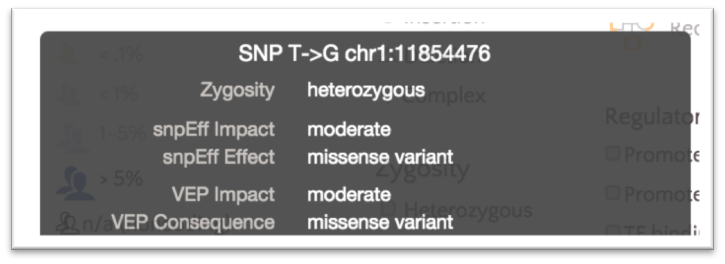 SNP T->G chr1:11854476
Zygosity heterozygous
Complex
snpEff Impact moderate
snpEff Effect missense variant
VEP Impact moderate
VEP Consequence missense variant
< .1%
< 1%
1-5%
> 5%
n/a
Zygosity
Heterozygous
Rec
Regulator
Promote
Promote
TF bindi